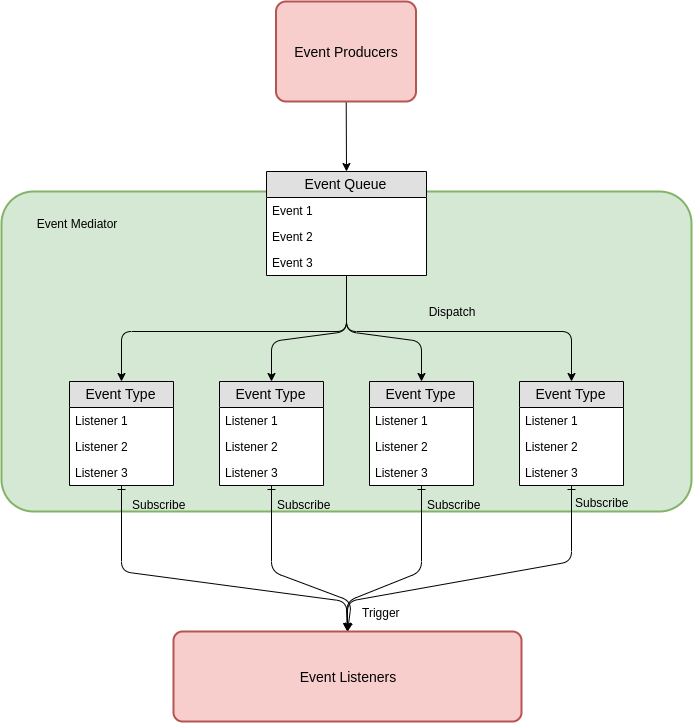 Event Producers
Event Queue
Event Mediator
Event 1
Event 2
Event 3
Dispatch
Event Type
Listener 1
Listener 2
Listener 3
Event Type
Listener 1
Listener 2
Listener 3
Event Type
Listener 1
Listener 2
Listener 3
Event Type
Listener 1
Listener 2
Listener 3
Subscribe
Subscribe
Subscribe
Subscribe
Trigger
Event Listeners